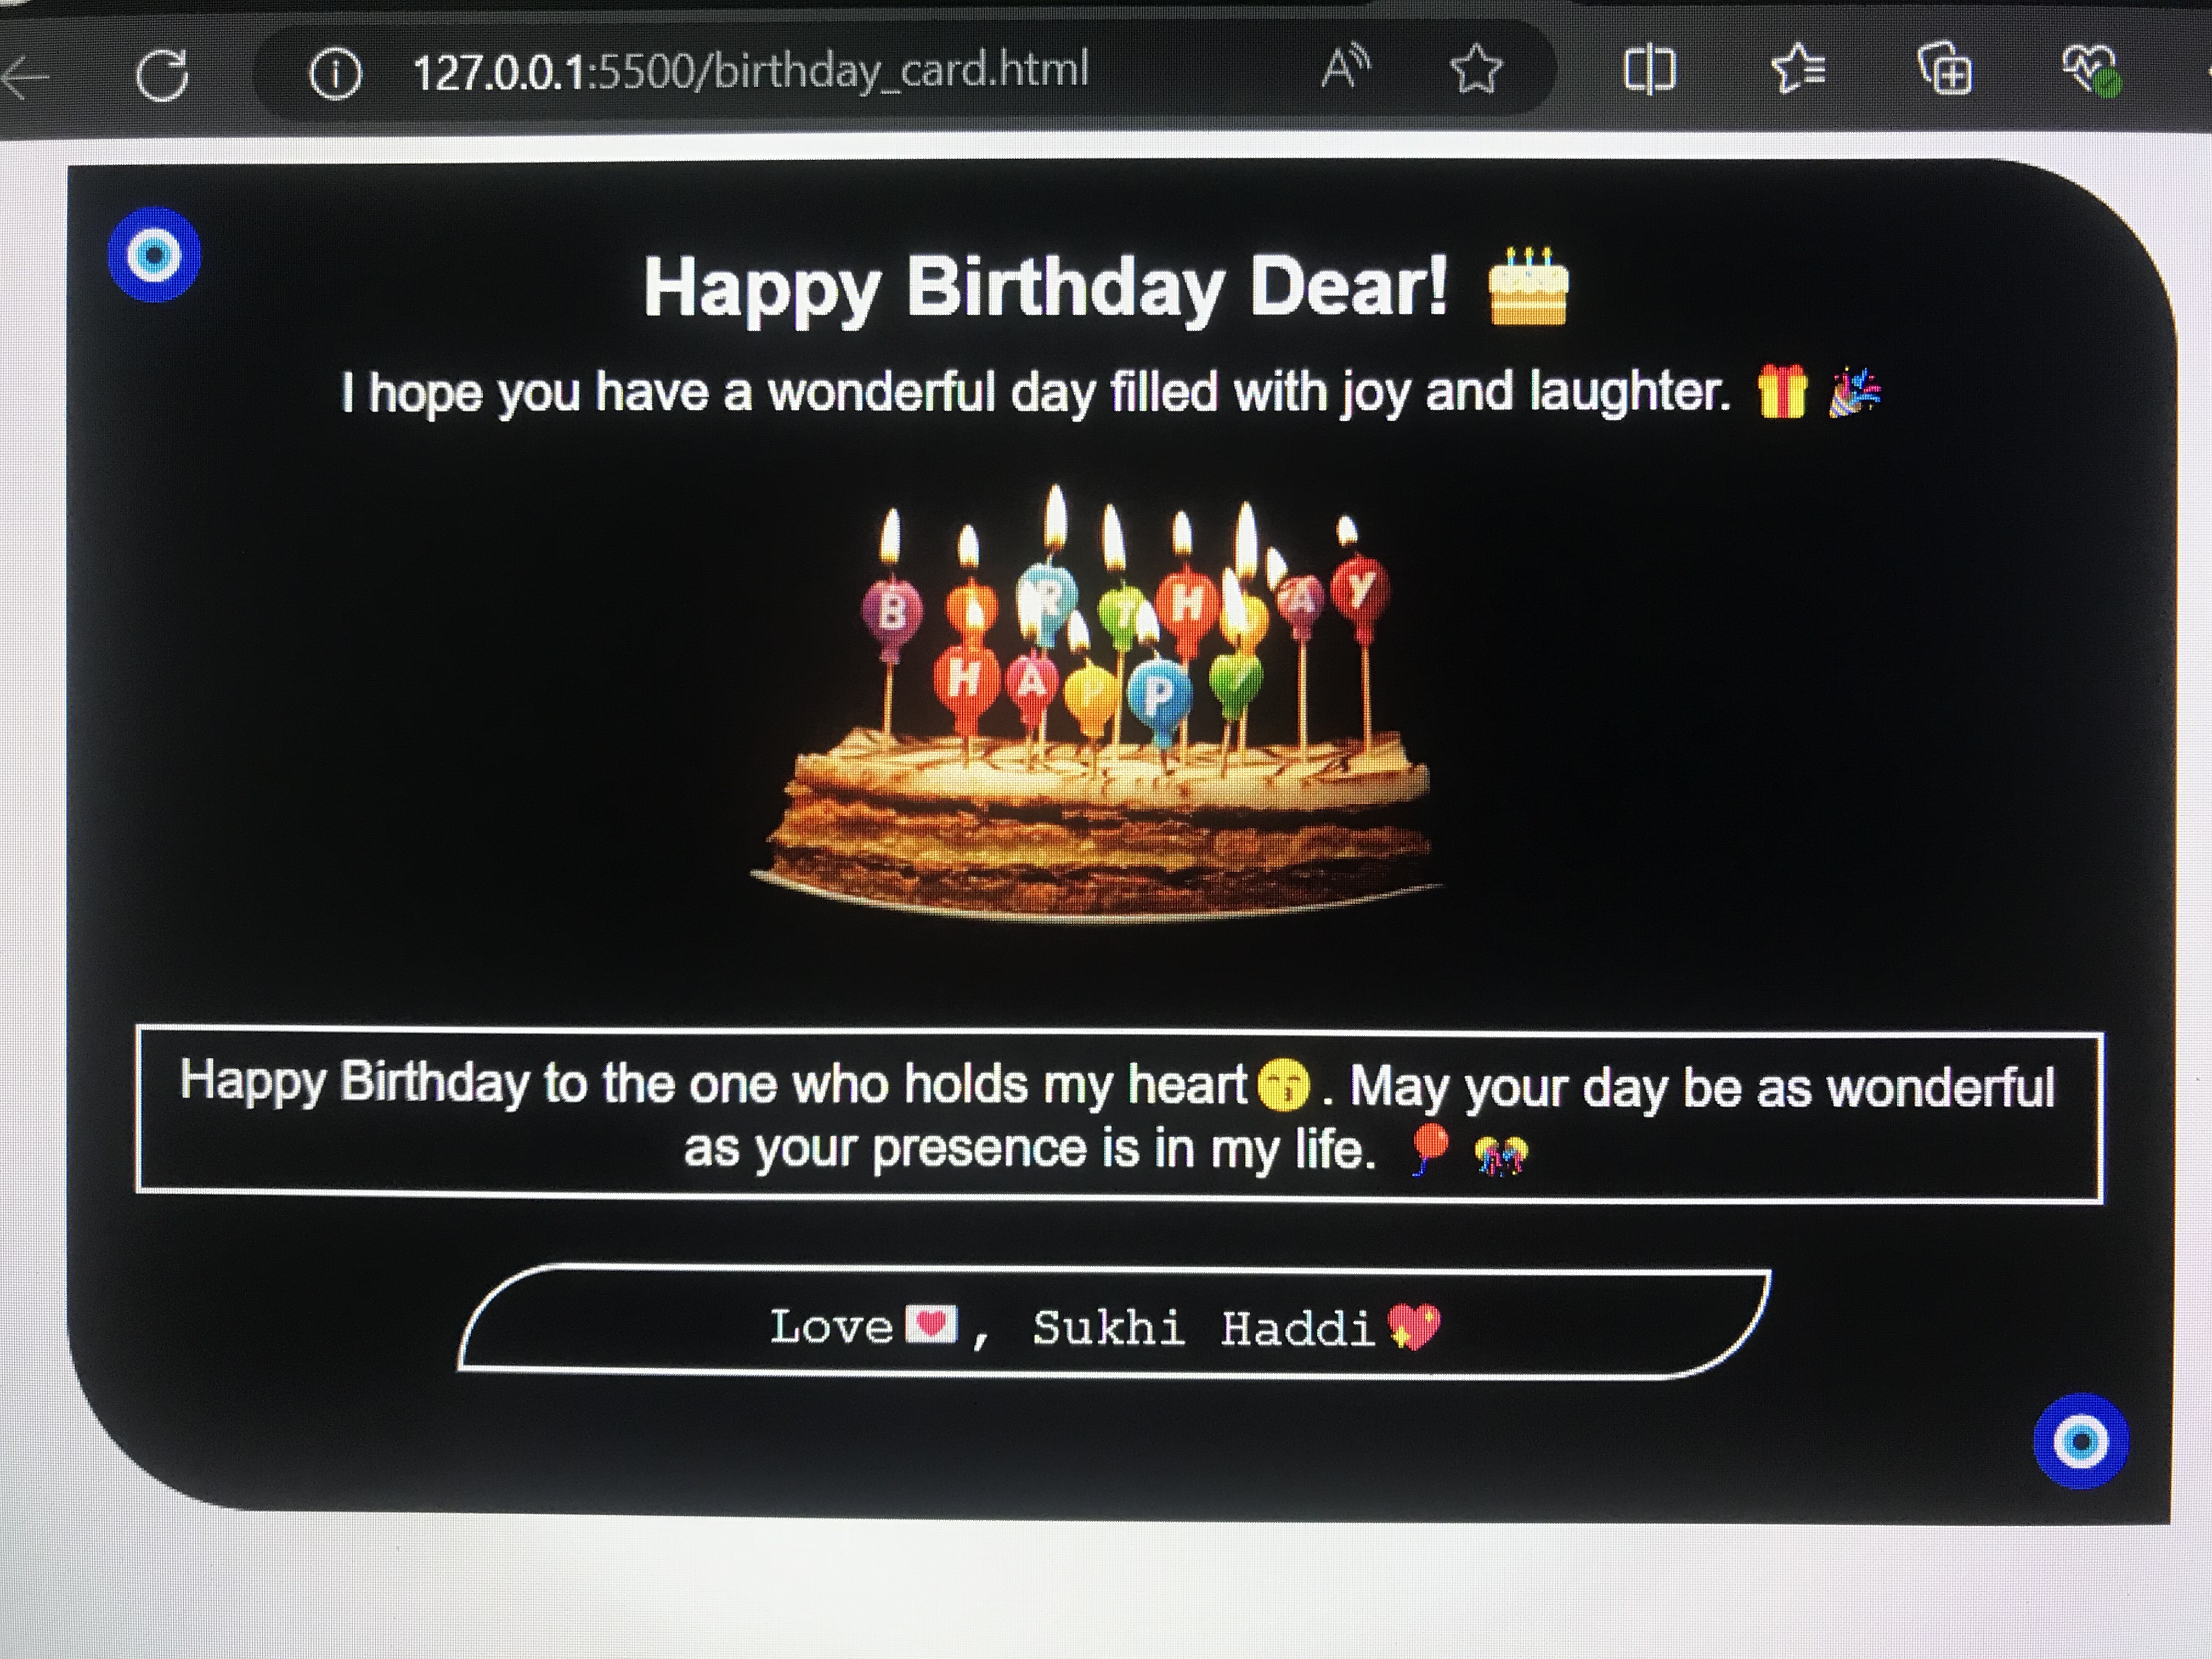 127.0.0.1:5500/birthday_card.html
Happy Birthday Dear! 🎂
I hope you have a wonderful day filled with joy and laughter. 🎁 🎉
B R T H A Y
H A P P Y
Happy Birthday to the one who holds my heart😙. May your day be as wonderful
as your presence is in my life. 🎈 🎊
Love💌, Sukhi Haddi💖